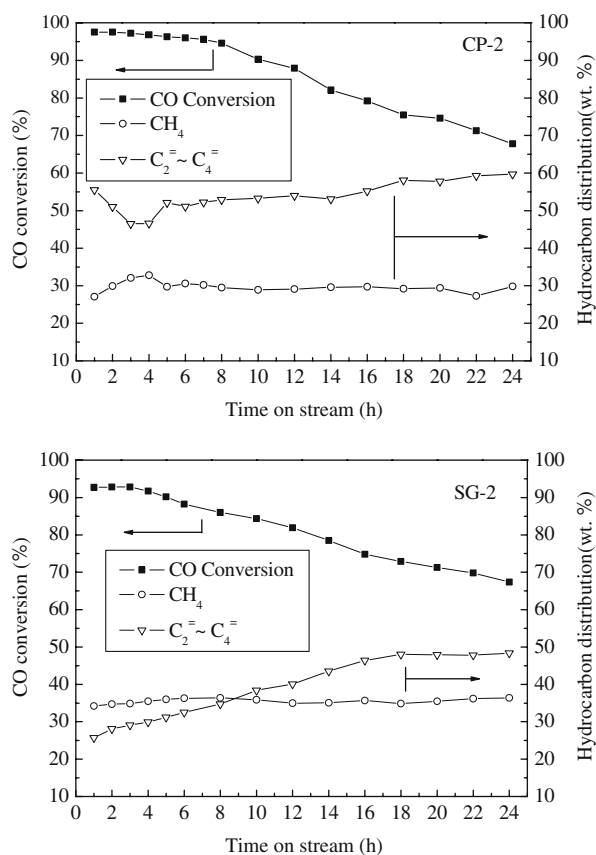 CP-2
100
90
80
70
60
50
40
30
20
10
CO conversion (%)
CO Conversion
CH4
C2= ~ C4=
100
90
80
70
60
50
40
30
20
10
Hydrocarbon distribution(wt. %)
0 2 4 6 8 10 12 14 16 18 20 22 24
Time on stream (h)
SG-2
100
90
80
70
60
50
40
30
20
10
CO conversion (%)
CO Conversion
CH4
C2= ~ C4=
100
90
80
70
60
50
40
30
20
10
Hydrocarbon distribution(wt. %)
0 2 4 6 8 10 12 14 16 18 20 22 24
Time on stream (h)